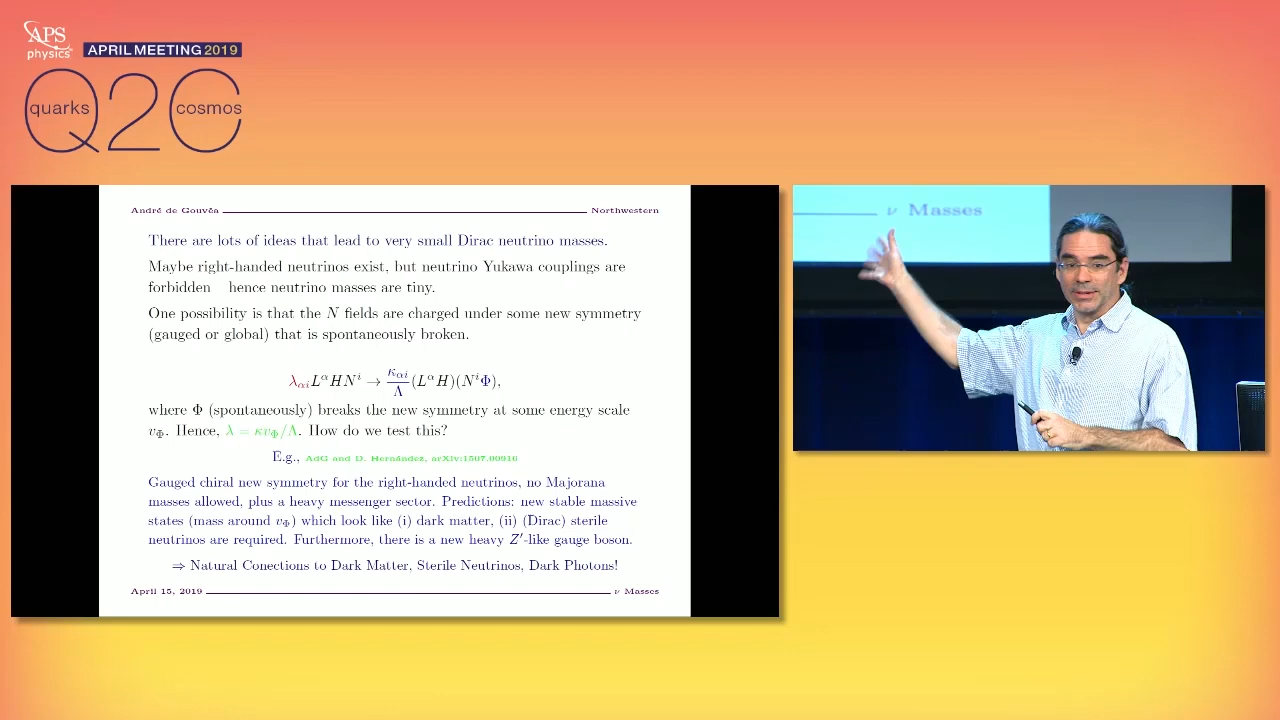 APS
physics
APRIL MEETING 2019
Q2C
quarks
cosmos
André de Gouvêa
Northwestern
There are lots of ideas that lead to very small Dirac neutrino masses.
Maybe right-handed neutrinos exist, but neutrino Yukawa couplings are
forbidden hence neutrino masses are tiny.
One possibility is that the N fields are charged under some new symmetry
(gauged or global) that is spontaneously broken.
λ_{αi}L^αHN^i → κ_{αi}/Λ (L^αH)(N^iΦ),
where Φ (spontaneously) breaks the new symmetry at some energy scale
v_Φ. Hence, λ = κv_Φ/Λ. How do we test this?
E.g., AdG and D. Hernández, arXiv:1507.00916
Gauged chiral new symmetry for the right-handed neutrinos, no Majorana
masses allowed, plus a heavy messenger sector. Predictions: new stable massive
states (mass around v_Φ) which look like (i) dark matter, (ii) (Dirac) sterile
neutrinos are required. Furthermore, there is a new heavy Z′-like gauge boson.
⇒ Natural Conections to Dark Matter, Sterile Neutrinos, Dark Photons!
April 15, 2019
ν Masses
ν Masses